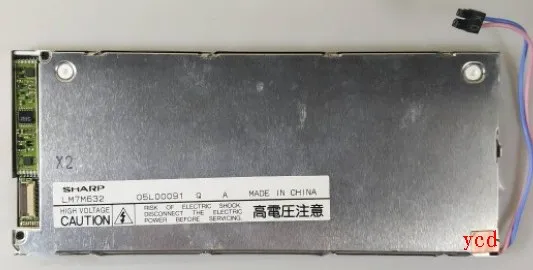 X2
SHARP
LM7M632 05L00091 Q A MADE IN CHINA
HIGH VOLTAGE
CAUTION
RISK OF ELECTRIC SHOCK.
DISCONNECT THE ELECTRIC
POWER BEFORE SERVICING.
高電圧注意
ycd